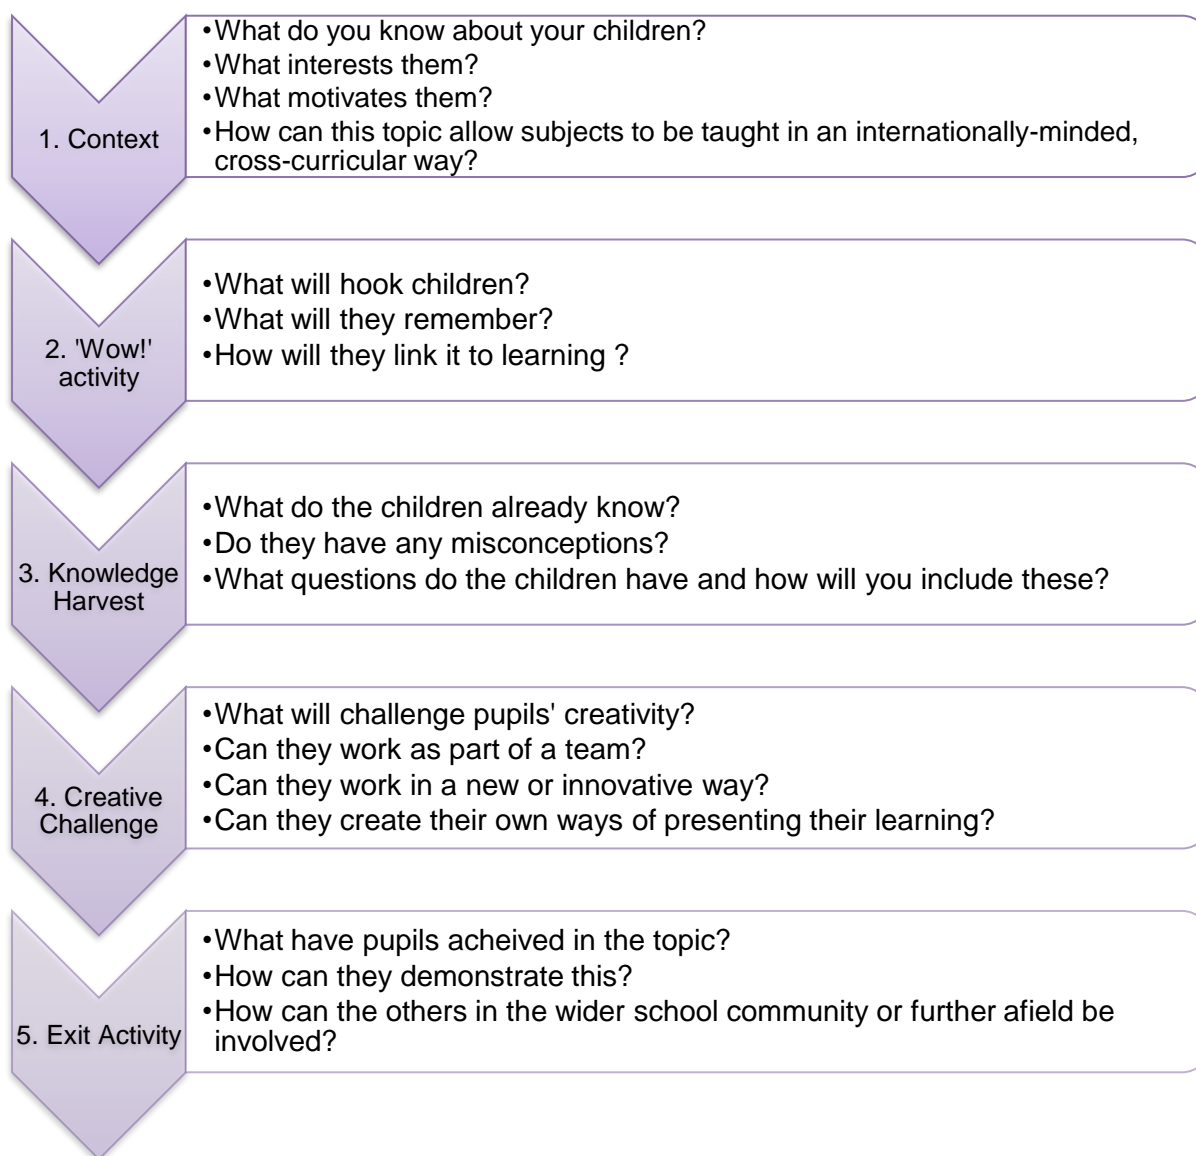 1. Context
•What do you know about your children?
•What interests them?
•What motivates them?
•How can this topic allow subjects to be taught in an internationally-minded,
cross-curricular way?
2. 'Wow!'
activity
•What will hook children?
•What will they remember?
•How will they link it to learning ?
3. Knowledge
Harvest
•What do the children already know?
•Do they have any misconceptions?
•What questions do the children have and how will you include these?
4. Creative
Challenge
•What will challenge pupils' creativity?
•Can they work as part of a team?
•Can they work in a new or innovative way?
•Can they create their own ways of presenting their learning?
5. Exit Activity
•What have pupils acheived in the topic?
•How can they demonstrate this?
•How can the others in the wider school community or further afield be
involved?